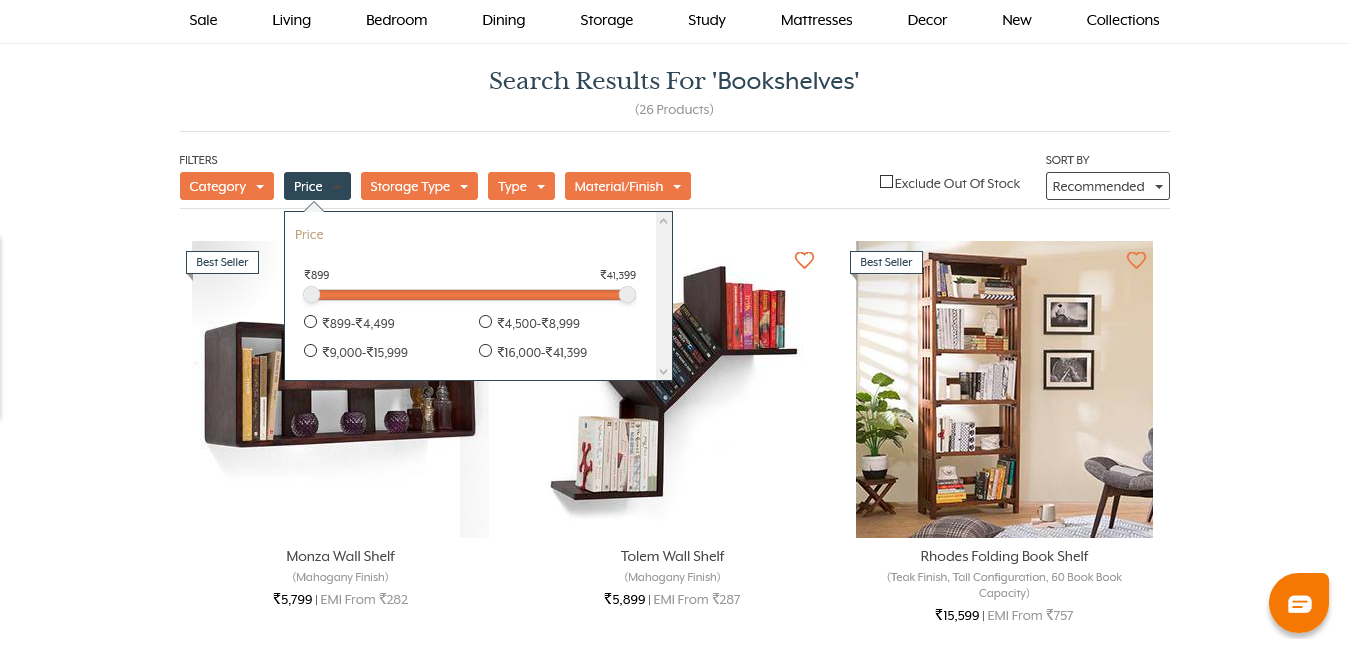 Sale Living Bedroom Dining Storage Study Mattresses Decor New Collections
Search Results For 'Bookshelves'
(26 Products)
FILTERS
SORT BY
Category Price Storage Type Type Material/Finish
Exclude Out Of Stock
Recommended
Price
₹899 ₹41,399
₹899-₹4,499 ₹4,500-₹8,999
₹9,000-₹15,999 ₹16,000-₹41,399
Best Seller
Best Seller
Monza Wall Shelf
(Mahogany Finish)
₹5,799 | EMI From ₹282
Tolem Wall Shelf
(Mahogany Finish)
₹5,899 | EMI From ₹287
Rhodes Folding Book Shelf
(Teak Finish, Tall Configuration, 60 Book Book
Capacity)
₹15,599 | EMI From ₹757